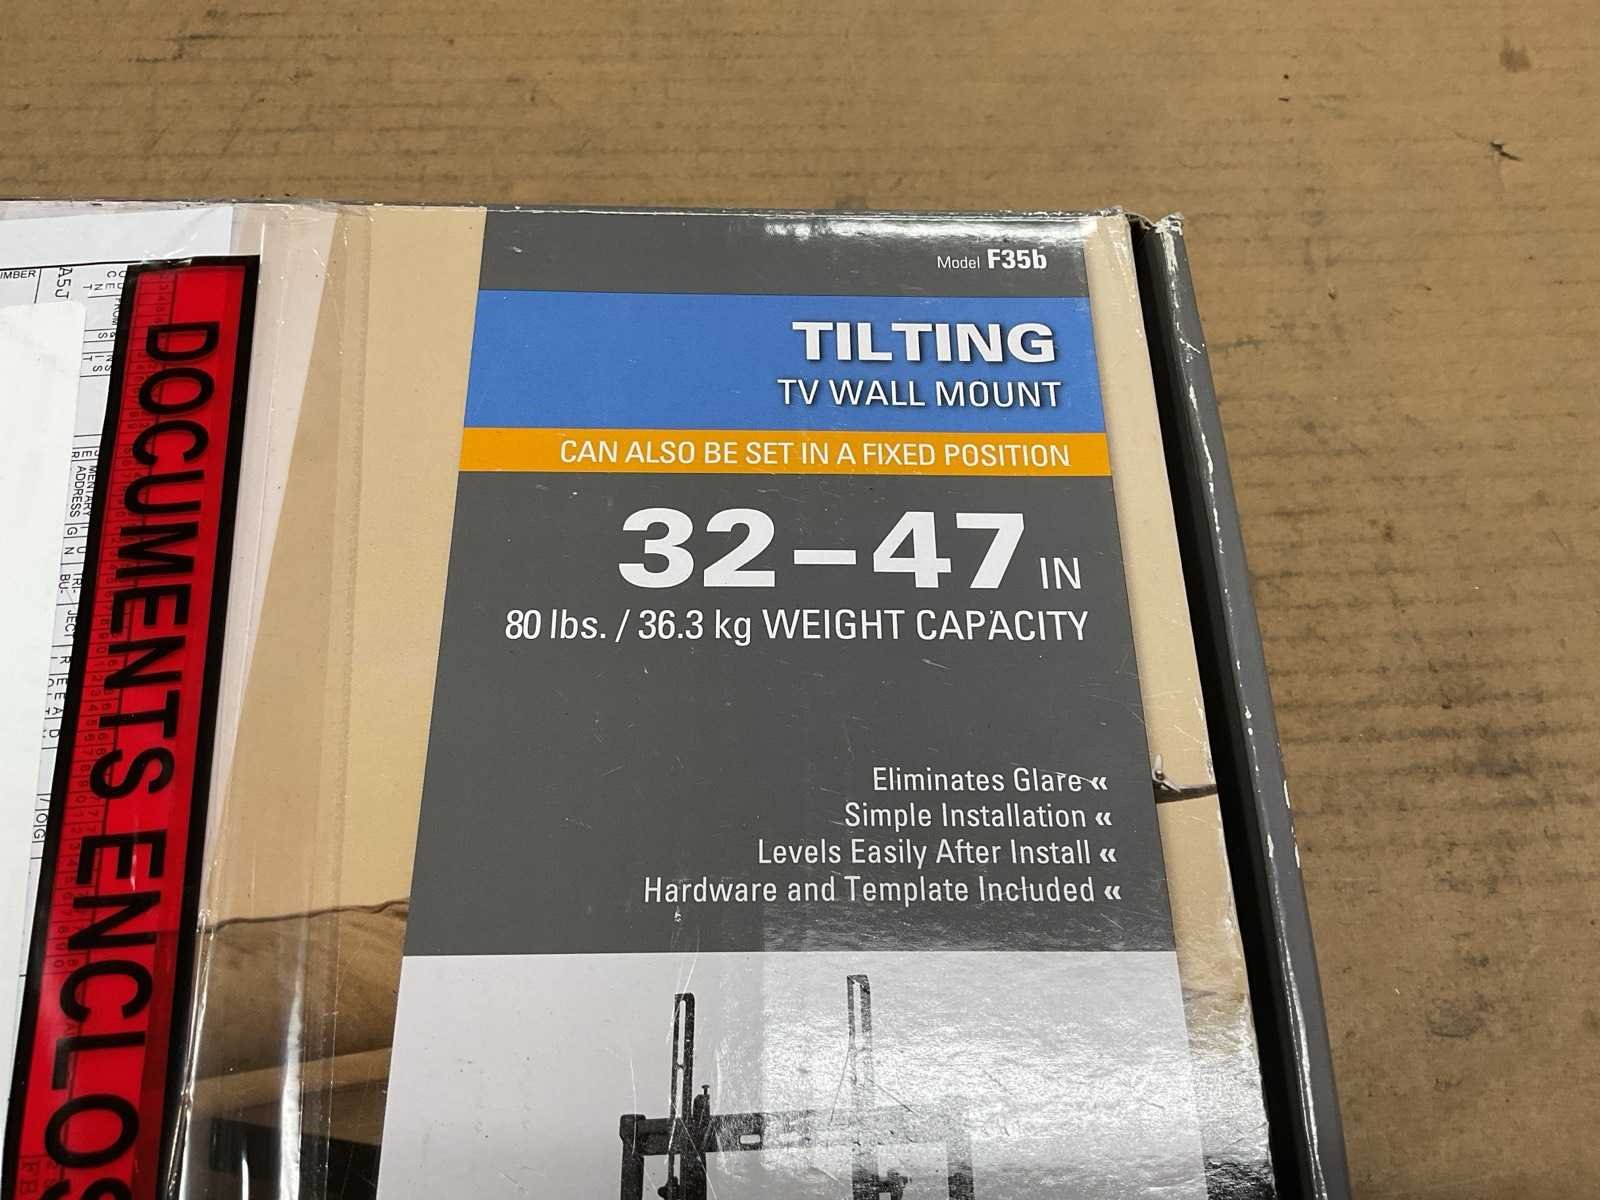 Model F35b
TILTING
TV WALL MOUNT
CAN ALSO BE SET IN A FIXED POSITION
32–47 IN
80 lbs. / 36.3 kg WEIGHT CAPACITY
Eliminates Glare «
Simple Installation «
Levels Easily After Install «
Hardware and Template Included «
DOCUMENTS
ADDRESS